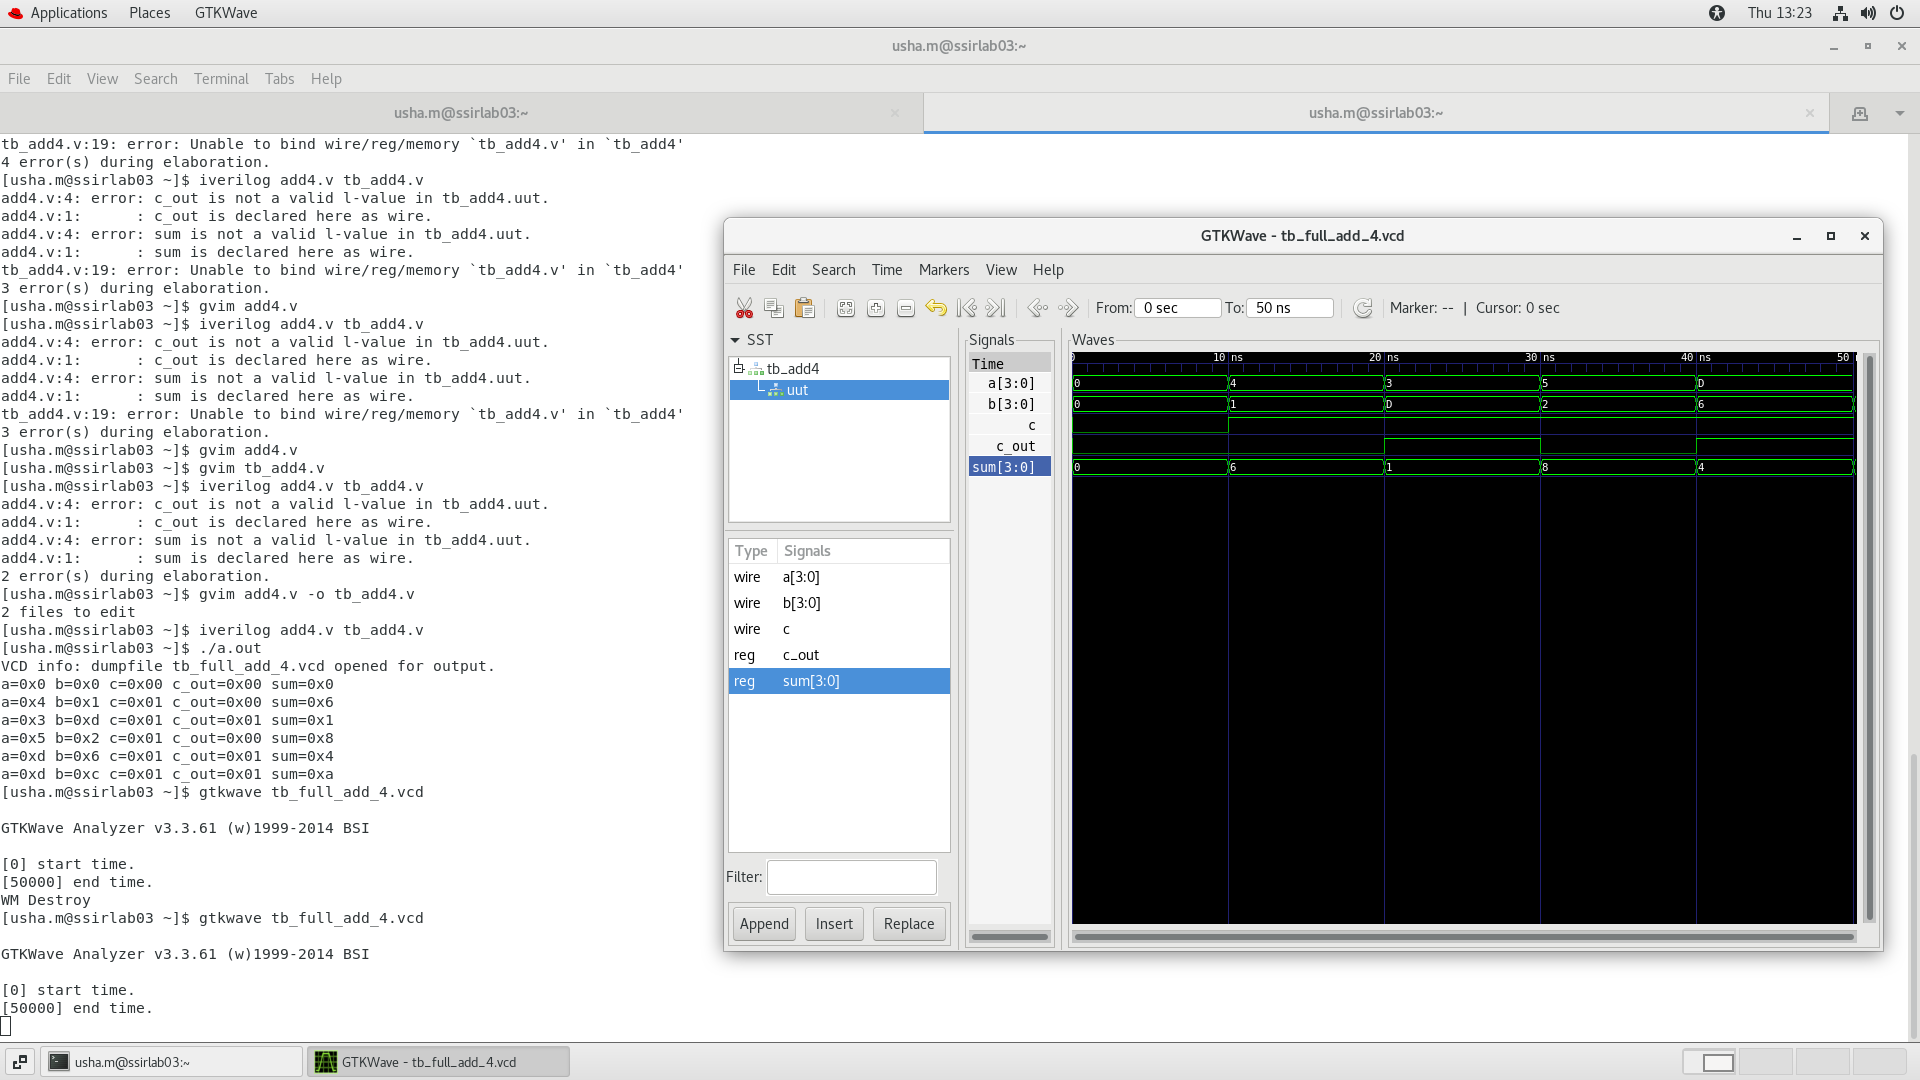 Applications Places GTKWave Thu 13:23
usha.m@ssirlab03:~
File Edit View Search Terminal Tabs Help
usha.m@ssirlab03:~ usha.m@ssirlab03:~
tb_add4.v:19: error: Unable to bind wire/reg/memory `tb_add4.v' in `tb_add4'
4 error(s) during elaboration.
[usha.m@ssirlab03 ~]$ iverilog add4.v tb_add4.v
add4.v:4: error: c_out is not a valid l-value in tb_add4.uut.
add4.v:1:      : c_out is declared here as wire.
add4.v:4: error: sum is not a valid l-value in tb_add4.uut.
add4.v:1:      : sum is declared here as wire.
tb_add4.v:19: error: Unable to bind wire/reg/memory `tb_add4.v' in `tb_add4'
3 error(s) during elaboration.
[usha.m@ssirlab03 ~]$ gvim add4.v
[usha.m@ssirlab03 ~]$ iverilog add4.v tb_add4.v
add4.v:4: error: c_out is not a valid l-value in tb_add4.uut.
add4.v:1:      : c_out is declared here as wire.
add4.v:4: error: sum is not a valid l-value in tb_add4.uut.
add4.v:1:      : sum is declared here as wire.
tb_add4.v:19: error: Unable to bind wire/reg/memory `tb_add4.v' in `tb_add4'
3 error(s) during elaboration.
[usha.m@ssirlab03 ~]$ gvim add4.v
[usha.m@ssirlab03 ~]$ gvim tb_add4.v
[usha.m@ssirlab03 ~]$ iverilog add4.v tb_add4.v
add4.v:4: error: c_out is not a valid l-value in tb_add4.uut.
add4.v:1:      : c_out is declared here as wire.
add4.v:4: error: sum is not a valid l-value in tb_add4.uut.
add4.v:1:      : sum is declared here as wire.
2 error(s) during elaboration.
[usha.m@ssirlab03 ~]$ gvim add4.v -o tb_add4.v
2 files to edit
[usha.m@ssirlab03 ~]$ iverilog add4.v tb_add4.v
[usha.m@ssirlab03 ~]$ ./a.out
VCD info: dumpfile tb_full_add_4.vcd opened for output.
a=0x0 b=0x0 c=0x00 c_out=0x00 sum=0x0
a=0x4 b=0x1 c=0x01 c_out=0x00 sum=0x6
a=0x3 b=0xd c=0x01 c_out=0x01 sum=0x1
a=0x5 b=0x2 c=0x01 c_out=0x00 sum=0x8
a=0xd b=0x6 c=0x01 c_out=0x01 sum=0x4
a=0xd b=0xc c=0x01 c_out=0x01 sum=0xa
[usha.m@ssirlab03 ~]$ gtkwave tb_full_add_4.vcd
GTKWave Analyzer v3.3.61 (w)1999-2014 BSI
[0] start time.
[50000] end time.
WM Destroy
[usha.m@ssirlab03 ~]$ gtkwave tb_full_add_4.vcd
GTKWave Analyzer v3.3.61 (w)1999-2014 BSI
[0] start time.
[50000] end time.
GTKWave - tb_full_add_4.vcd
File Edit Search Time Markers View Help
From: 0 sec To: 50 ns Marker: -- | Cursor: 0 sec
SST
tb_add4
uut
Type Signals
wire a[3:0]
wire b[3:0]
wire c
reg c_out
reg sum[3:0]
Filter:
Append Insert Replace
Signals
Time
a[3:0]
b[3:0]
c
c_out
sum[3:0]
Waves
0 10 ns 20 ns 30 ns 40 ns 50
0 4 3 5 D
0 1 D 2 6
0 6 1 8 4
usha.m@ssirlab03:~ GTKWave - tb_full_add_4.vcd